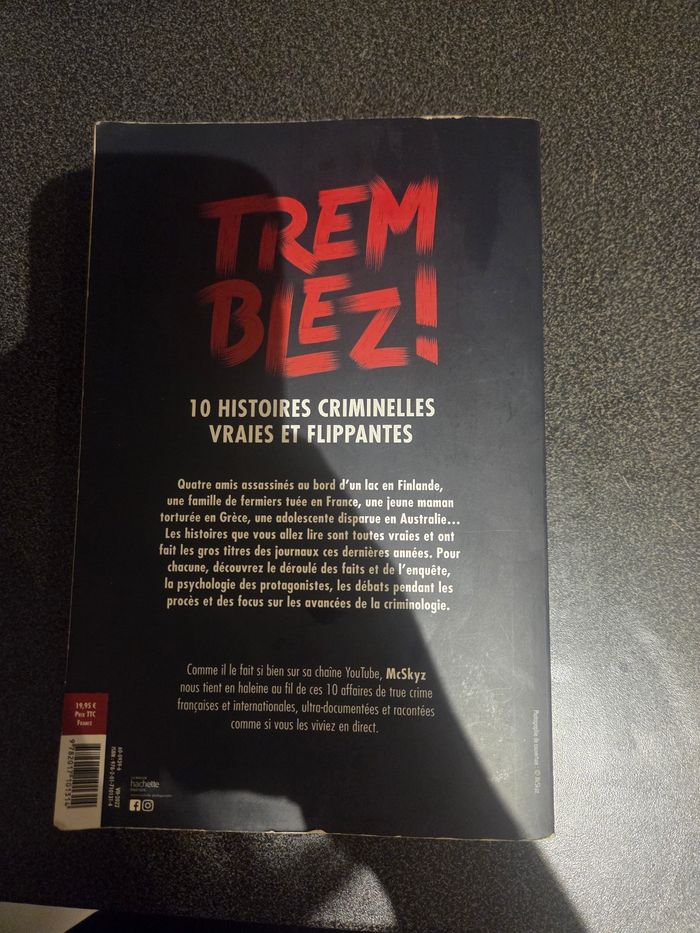 TREM
BLEZ!
10 HISTOIRES CRIMINELLES
VRAIES ET FLIPPANTES
Quatre amis assassinés au bord d'un lac en Finlande,
une famille de fermiers tuée en France, une jeune maman
torturée en Grèce, une adolescente disparue en Australie...
Les histoires que vous allez lire sont toutes vraies et ont
fait les gros titres des journaux ces dernières années. Pour
chacune, découvrez le déroulé des faits et de l'enquête,
la psychologie des protagonistes, les débats pendant les
procès et des focus sur les avancées de la criminologie.
Comme il le fait si bien sur sa chaîne YouTube, McSkyz
nous tient en haleine au fil de ces 10 affaires de true crime
françaises et internationales, ultra-documentées et racontées
comme si vous les viviez en direct.
19,95 €
PRIX TTC
FRANCE
hachette